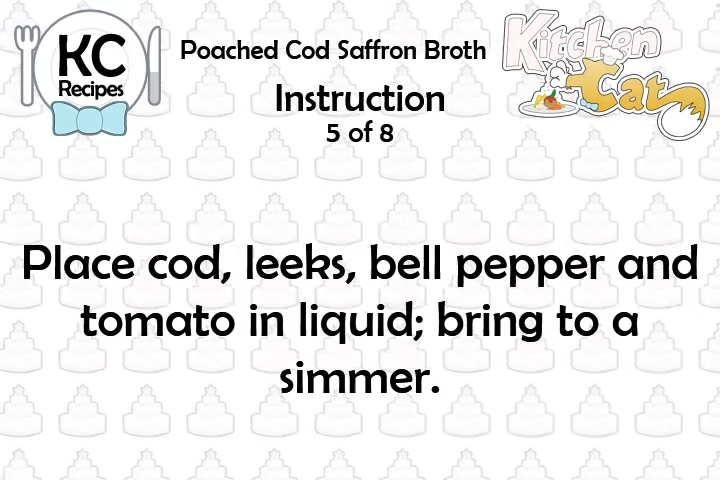 KC
Recipes
Poached Cod Saffron Broth
Instruction
5 of 8
Kitchen
Cat
Place cod, leeks, bell pepper and
tomato in liquid; bring to a
simmer.